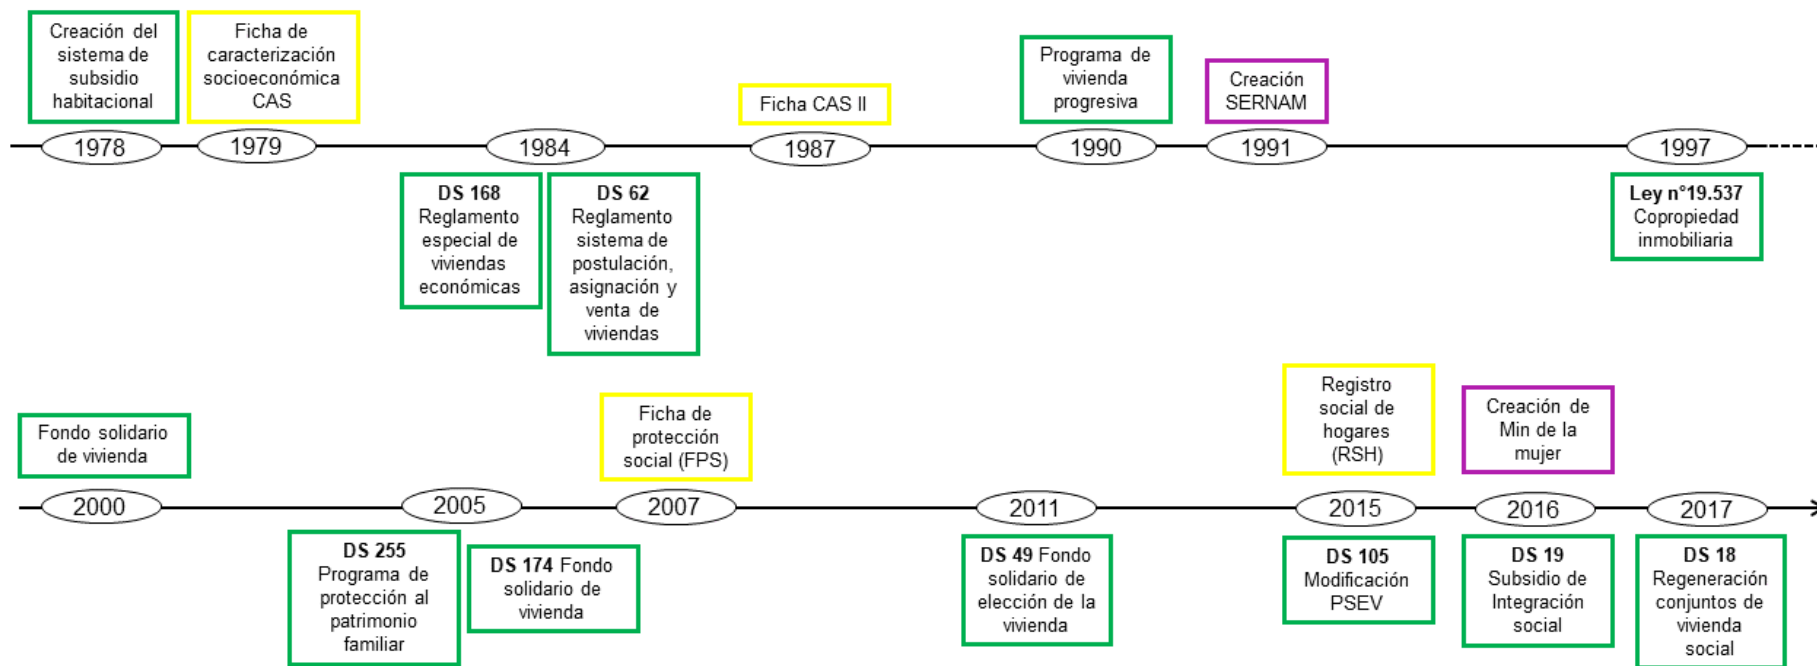 Creación del
sistema de
subsidio
habitacional
Ficha de
caracterización
socioeconómica
CAS
Ficha CAS II
Programa de
vivienda
progresiva
Creación
SERNAM
1978
1979
1984
1987
1990
1991
1997
DS 168
Reglamento
especial de
viviendas
económicas
DS 62
Reglamento
sistema de
postulación,
asignación y
venta de
viviendas
Ley n°19.537
Copropiedad
inmobiliaria
Fondo solidario
de vivienda
Ficha de
protección
social (FPS)
Registro
social de
hogares
(RSH)
Creación de
Min de la
mujer
2000
2005
2007
2011
2015
2016
2017
DS 255
Programa de
protección al
patrimonio
familiar
DS 174 Fondo
solidario de
vivienda
DS 49 Fondo
solidario de
elección de la
vivienda
DS 105
Modificación
PSEV
DS 19
Subsidio de
Integración
social
DS 18
Regeneración
conjuntos de
vivienda
social